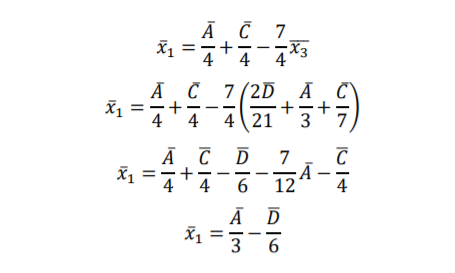 x̄₁ = Ā/4 + C̄/4 − 7/4 x̄₃
x̄₁ = Ā/4 + C̄/4 − 7/4 (2D̄/21 + Ā/3 + C̄/7)
x̄₁ = Ā/4 + C̄/4 − D̄/6 − 7/12 Ā − C̄/4
x̄₁ = Ā/3 − D̄/6